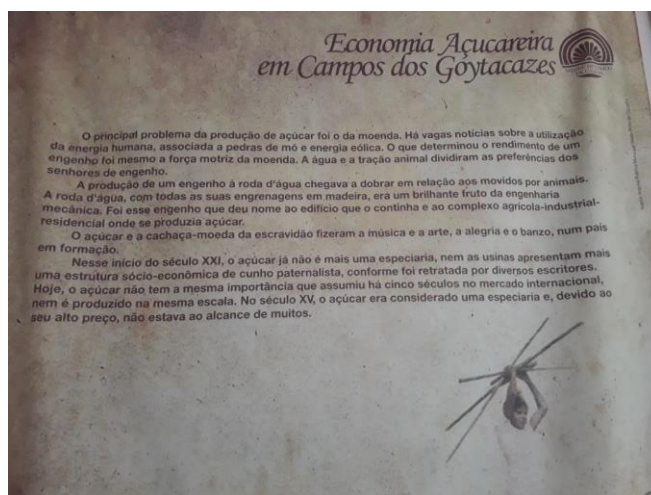 Economia Açucareira
em Campos dos Goytacazes
O principal problema da produção de açúcar foi o da moenda. Há vagas notícias sobre a utilização
da energia humana, associada a pedras de mó e energia eólica. O que determinou o rendimento de um
engenho foi mesmo a força motriz da moenda. A água e a tração animal dividiram as preferências dos
senhores de engenho.
A produção de um engenho à roda d'água chegava a dobrar em relação aos movidos por animais.
A roda d'água, com todas as suas engrenagens em madeira, era um brilhante fruto da engenharia
mecânica. Foi esse engenho que deu nome ao edifício que o continha e ao complexo agrícola-industrial-
residencial onde se produzia açúcar.
O açúcar e a cachaça-moeda da escravidão fizeram a música e a arte, a alegria e o banzo, num país
em formação.
Nesse início do século XXI, o açúcar já não é mais uma especiaria, nem as usinas apresentam mais
uma estrutura sócio-econômica de cunho paternalista, conforme foi retratada por diversos escritores.
Hoje, o açúcar não tem a mesma importância que assumiu há cinco séculos no mercado internacional,
nem é produzido na mesma escala. No século XV, o açúcar era considerado uma especiaria e, devido ao
seu alto preço, não estava ao alcance de muitos.